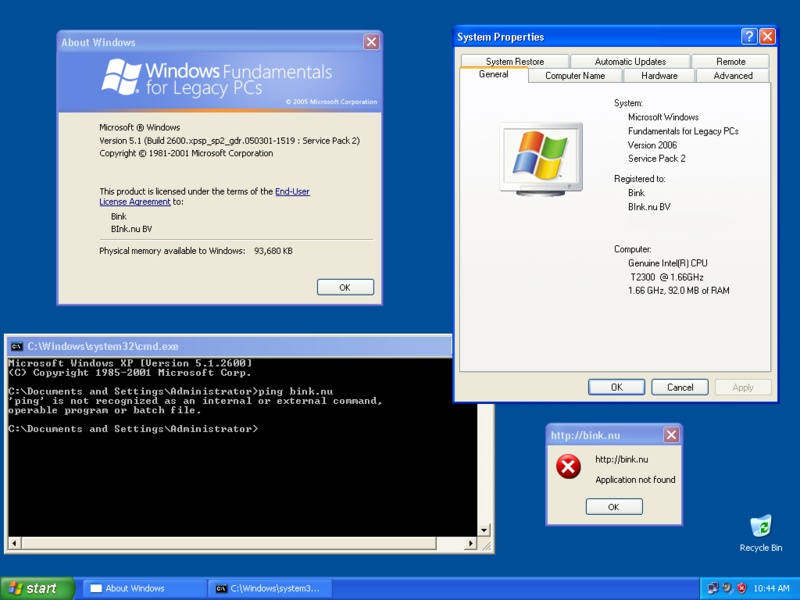 About Windows
Windows Fundamentals
for Legacy PCs
© 2005 Microsoft Corporation
Microsoft ® Windows
Version 5.1 (Build 2600.xpsp_sp2_gdr.050301-1519 : Service Pack 2)
Copyright © 1981-2001 Microsoft Corporation
This product is licensed under the terms of the End-User
License Agreement to:
Bink
BInk.nu BV
Physical memory available to Windows: 93,680 KB
OK
System Properties
System Restore Automatic Updates Remote
General Computer Name Hardware Advanced
System:
Microsoft Windows
Fundamentals for Legacy PCs
Version 2006
Service Pack 2
Registered to:
Bink
BInk.nu BV
Computer:
Genuine Intel(R) CPU
T2300 @ 1.66GHz
1.66 GHz, 92.0 MB of RAM
OK Cancel Apply
C:\Windows\system32\cmd.exe
Microsoft Windows XP [Version 5.1.2600]
(C) Copyright 1985-2001 Microsoft Corp.
C:\Documents and Settings\Administrator>ping bink.nu
'ping' is not recognized as an internal or external command,
operable program or batch file.
C:\Documents and Settings\Administrator>
http://bink.nu
http://bink.nu
Application not found
OK
Recycle Bin
start About Windows C:\Windows\system3... 10:44 AM